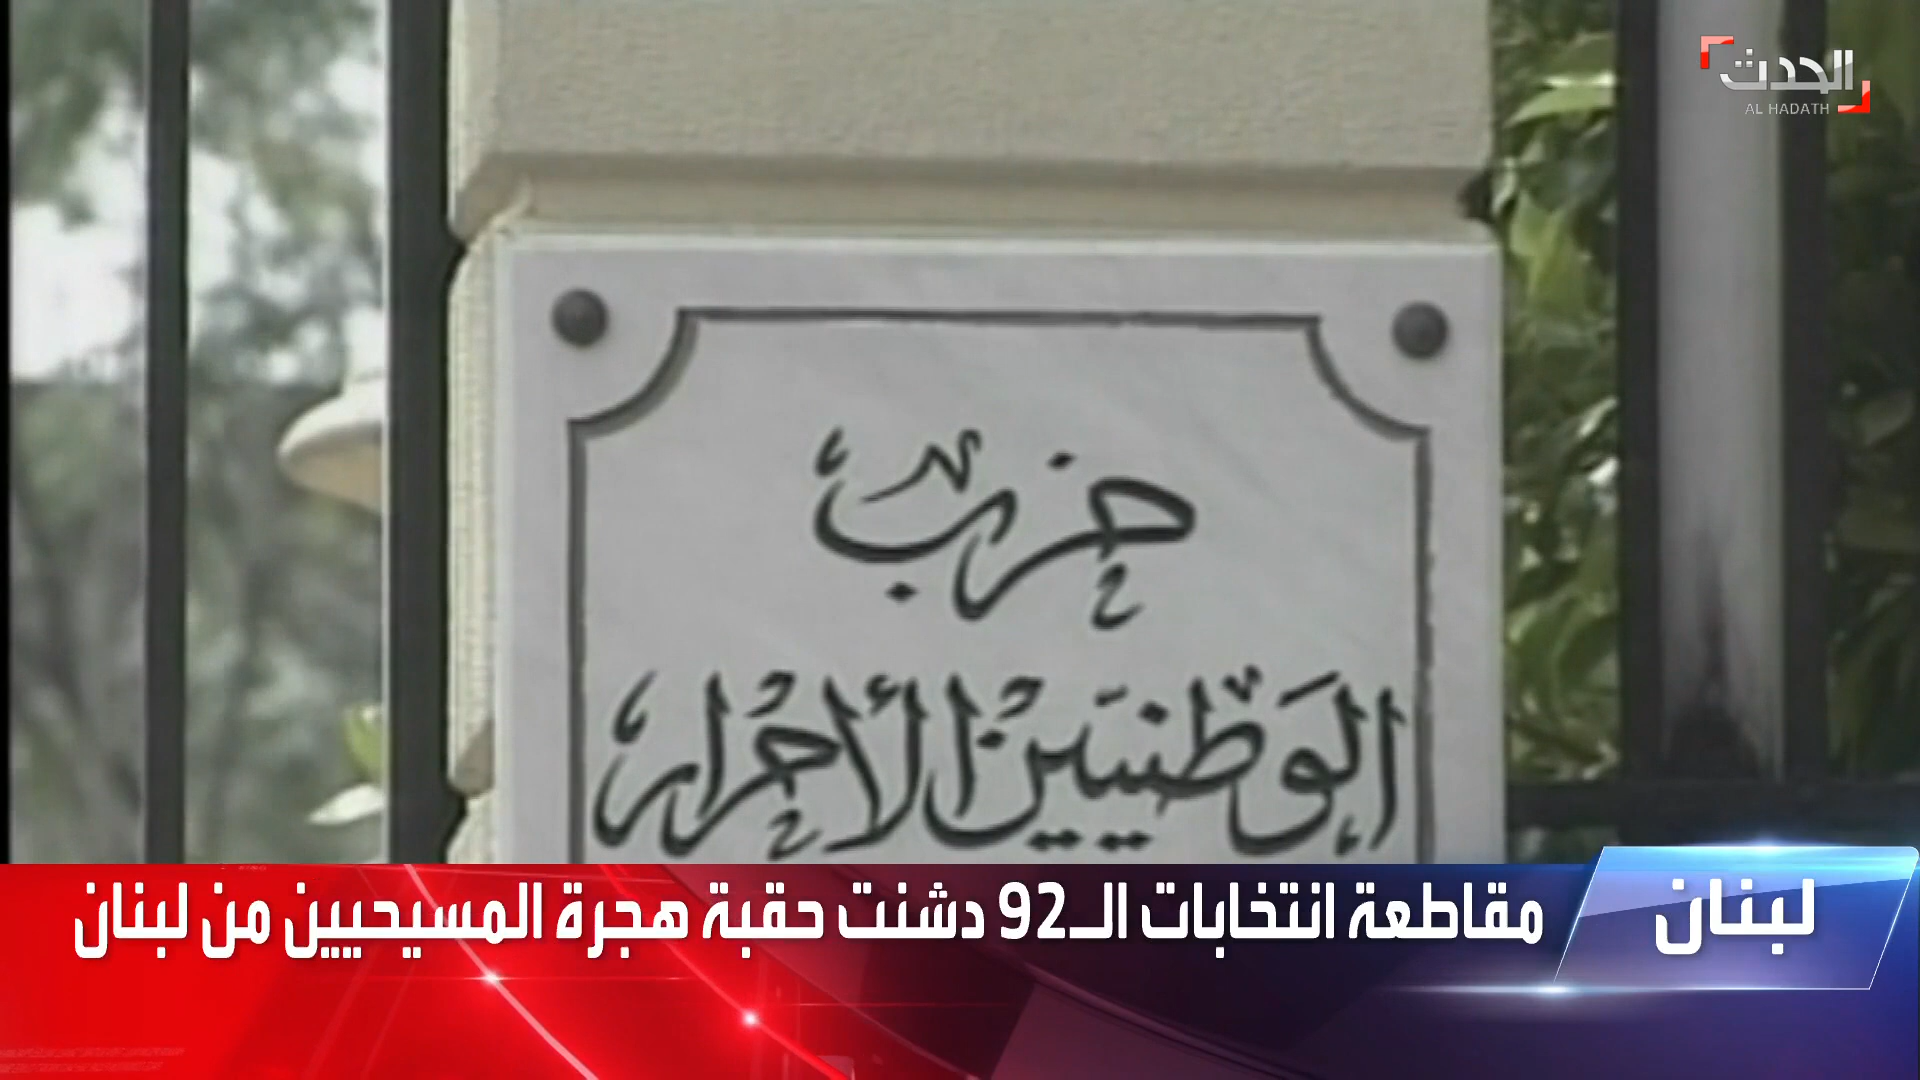 الحدث
AL HADATH
حزب
الوطنيين الأحرار
لبنان
مقاطعة انتخابات الـ92 دشنت حقبة هجرة المسيحيين من لبنان